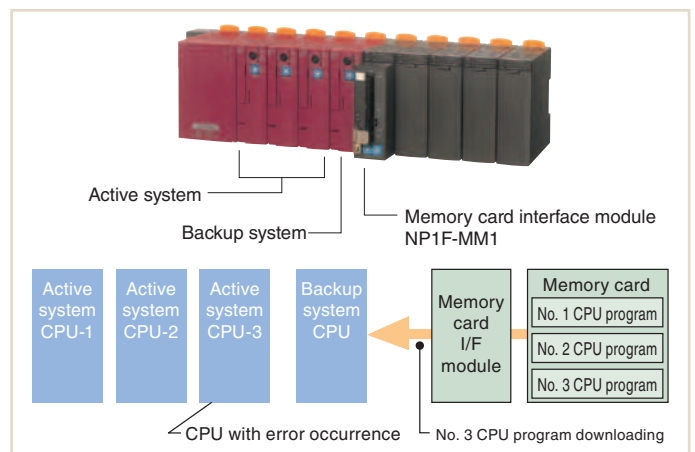 Active system
Backup system
Memory card interface module
NP1F-MM1
Active
system
CPU-1
Active
system
CPU-2
Active
system
CPU-3
Backup
system
CPU
Memory
card
I/F
module
Memory card
No. 1 CPU program
No. 2 CPU program
No. 3 CPU program
CPU with error occurrence
No. 3 CPU program downloading